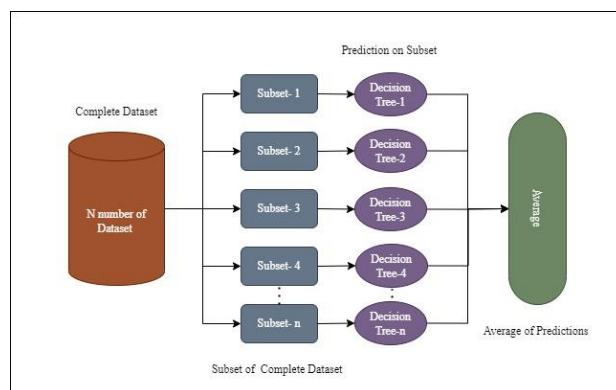 Prediction on Subset
Complete Dataset
N number of
Dataset
Subset- 1
Decision
Tree-1
Subset- 2
Decision
Tree-2
Subset- 3
Decision
Tree-3
Subset- 4
Decision
Tree-4
Subset- n
Decision
Tree-n
Average
Average of Predictions
Subset of Complete Dataset